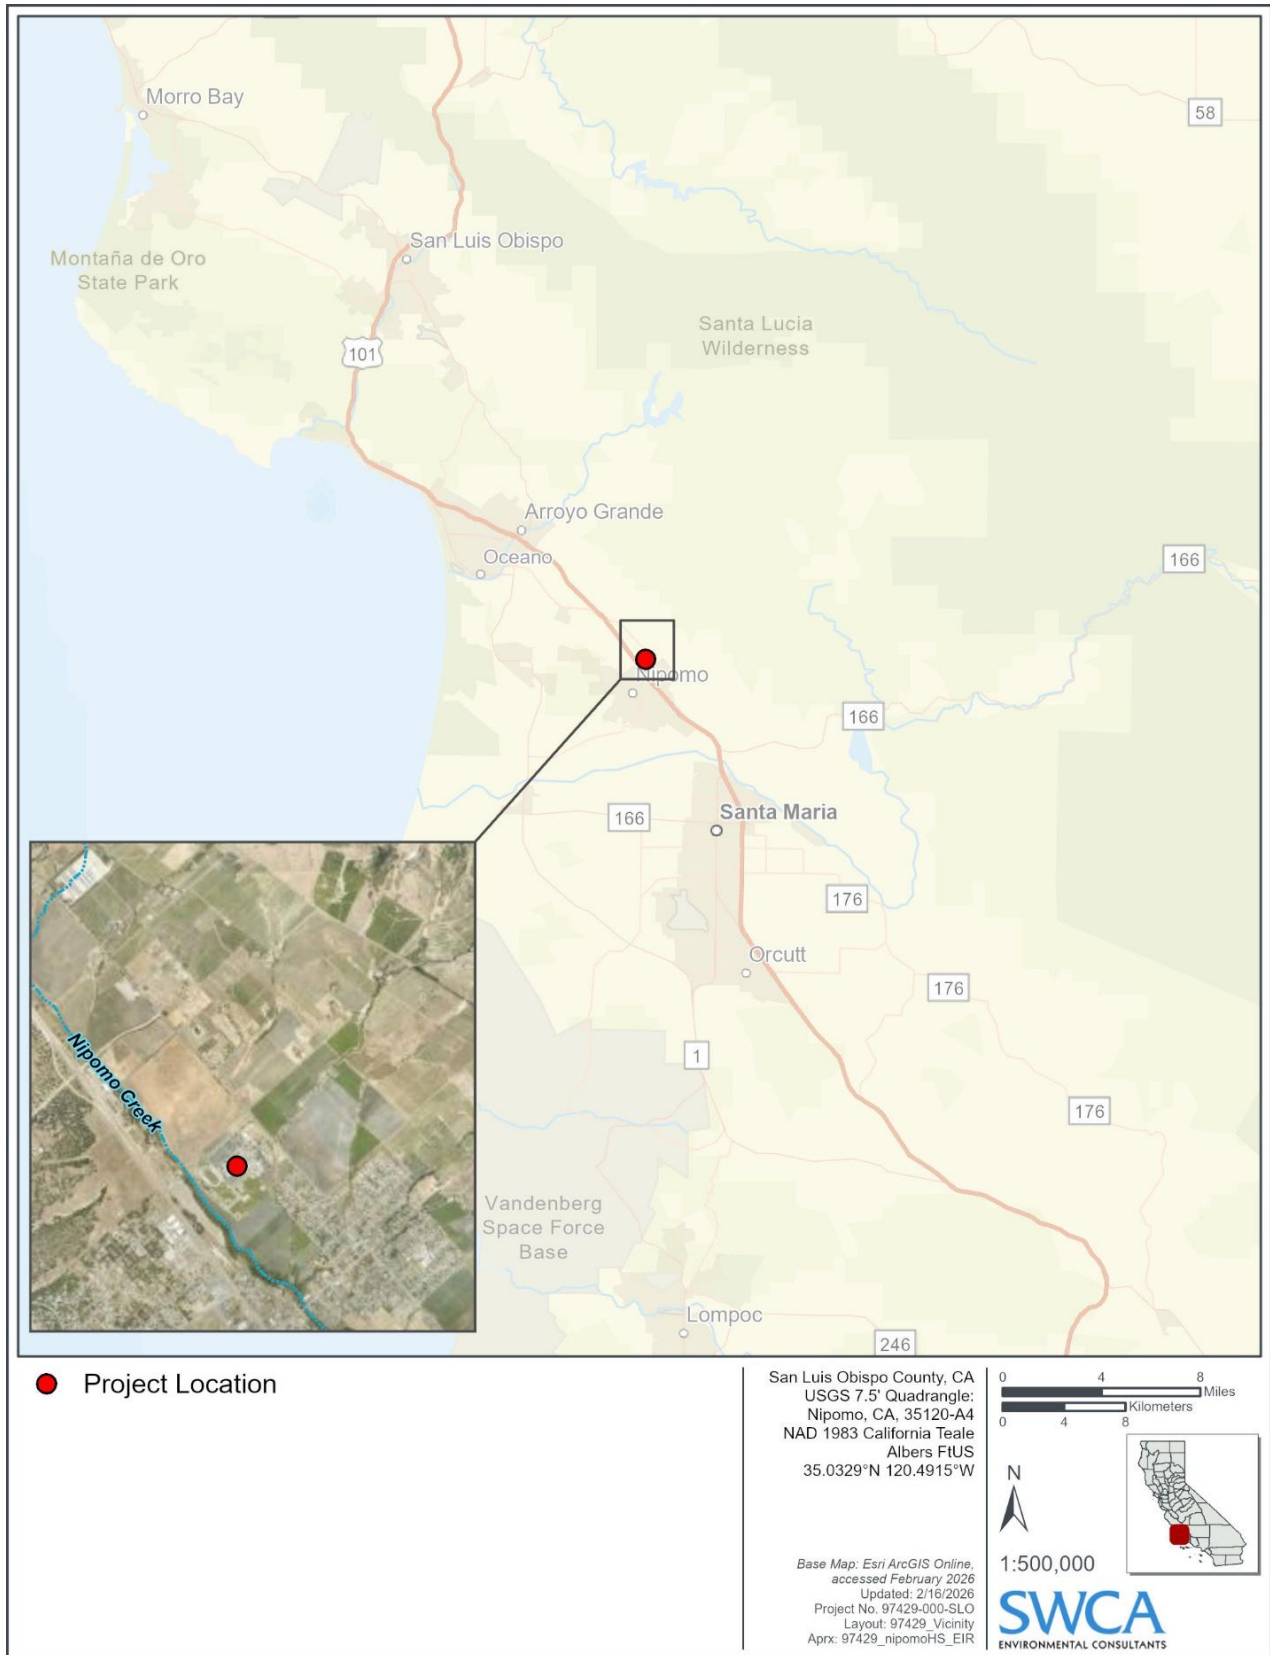 Morro Bay
58
San Luis Obispo
Montaña de Oro
State Park
Santa Lucia
Wilderness
101
Arroyo Grande
Oceano
166
Nipomo
166
Santa Maria
166
176
Orcutt
176
Nipomo Creek
1
176
Vandenberg
Space Force
Base
Lompoc
246
Project Location
San Luis Obispo County, CA
USGS 7.5' Quadrangle:
Nipomo, CA, 35120-A4
NAD 1983 California Teale
Albers FtUS
35.0329°N 120.4915°W
Base Map: Esri ArcGIS Online,
accessed February 2026
Updated: 2/16/2026
Project No. 97429-000-SLO
Layout: 97429_Vicinity
Aprx: 97429_nipomoHS_EIR
0 4 8
Miles
Kilometers
0 4 8
N
1:500,000
SWCA
ENVIRONMENTAL CONSULTANTS